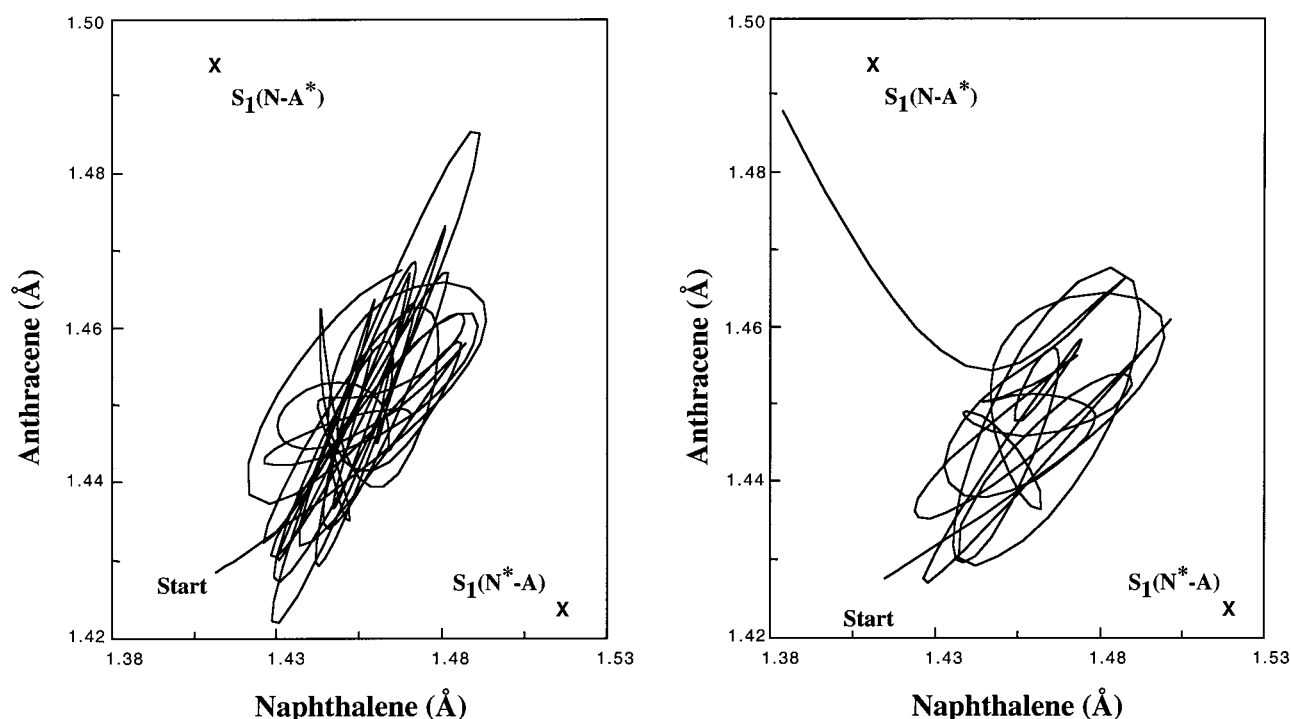 1.50
X
S1(N-A*)
1.48
1.46
1.44
1.42
Anthracene (Å)
Start
S1(N*-A)
X
1.38
1.43
1.48
1.53
Naphthalene (Å)
1.50
X
S1(N-A*)
1.48
1.46
1.44
1.42
Anthracene (Å)
Start
S1(N*-A)
X
1.38
1.43
1.48
1.53
Naphthalene (Å)